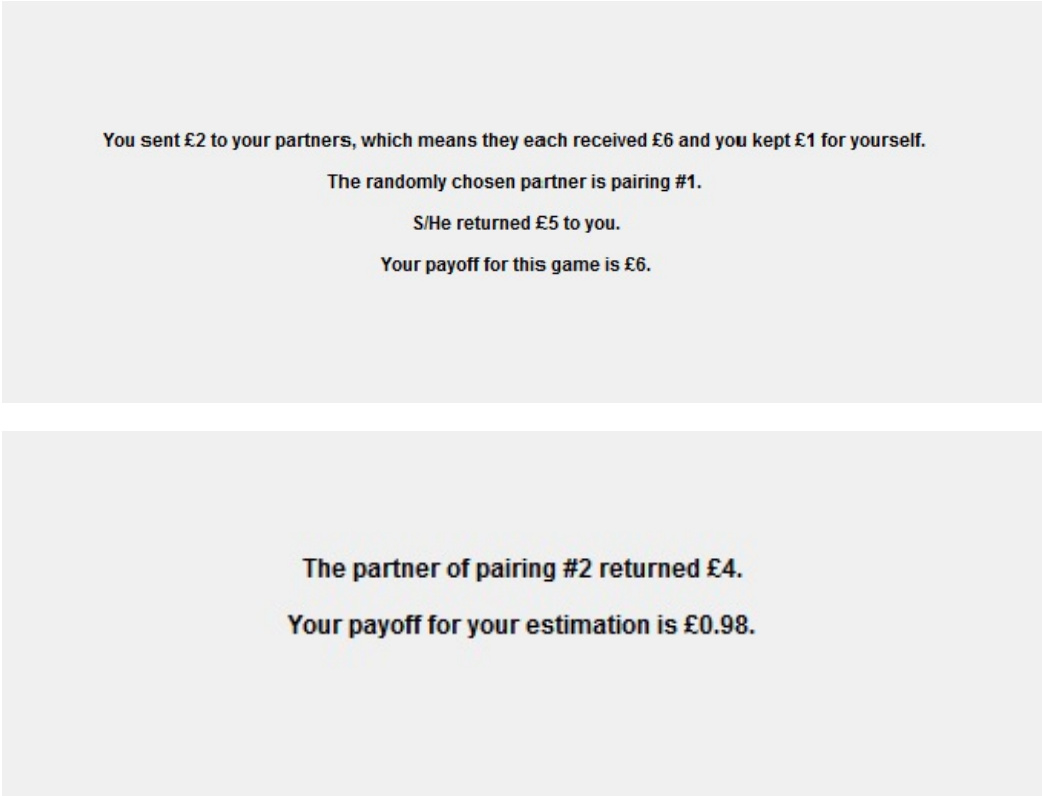 You sent £2 to your partners, which means they each received £6 and you kept £1 for yourself.
The randomly chosen partner is pairing #1.
S/He returned £5 to you.
Your payoff for this game is £6.
The partner of pairing #2 returned £4.
Your payoff for your estimation is £0.98.